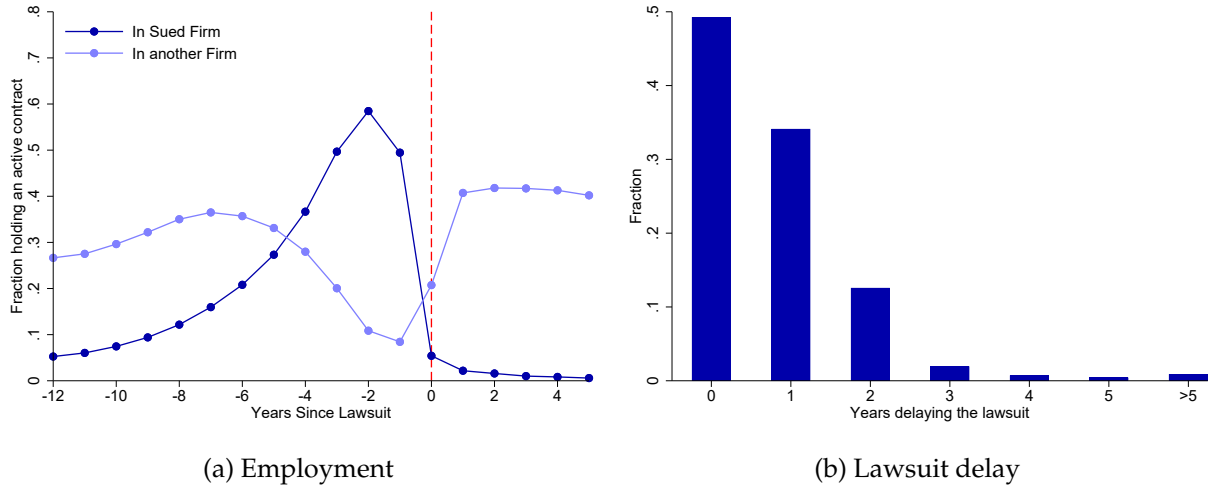 Fraction holding an active contract
0 .1 .2 .3 .4 .5 .6 .7 .8
In Sued Firm
In another Firm
-12 -10 -8 -6 -4 -2 0 2 4
Years Since Lawsuit
(a) Employment
Fraction
0 .1 .2 .3 .4 .5
0 1 2 3 4 5 >5
Years delaying the lawsuit
(b) Lawsuit delay